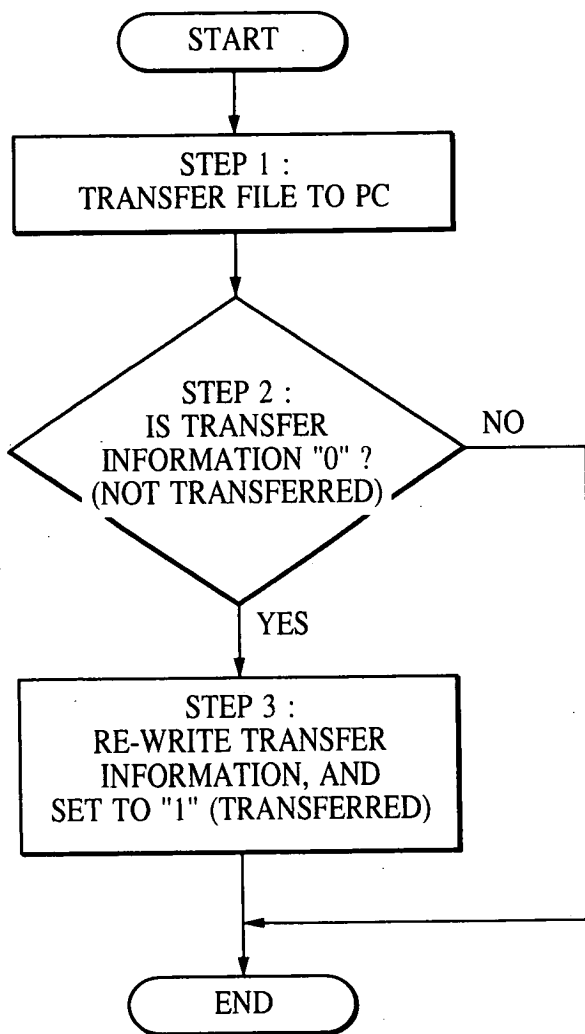 START
STEP 1 :
TRANSFER FILE TO PC
STEP 2 :
IS TRANSFER
INFORMATION "0" ?
(NOT TRANSFERRED)
NO
YES
STEP 3 :
RE-WRITE TRANSFER
INFORMATION, AND
SET TO "1" (TRANSFERRED)
END